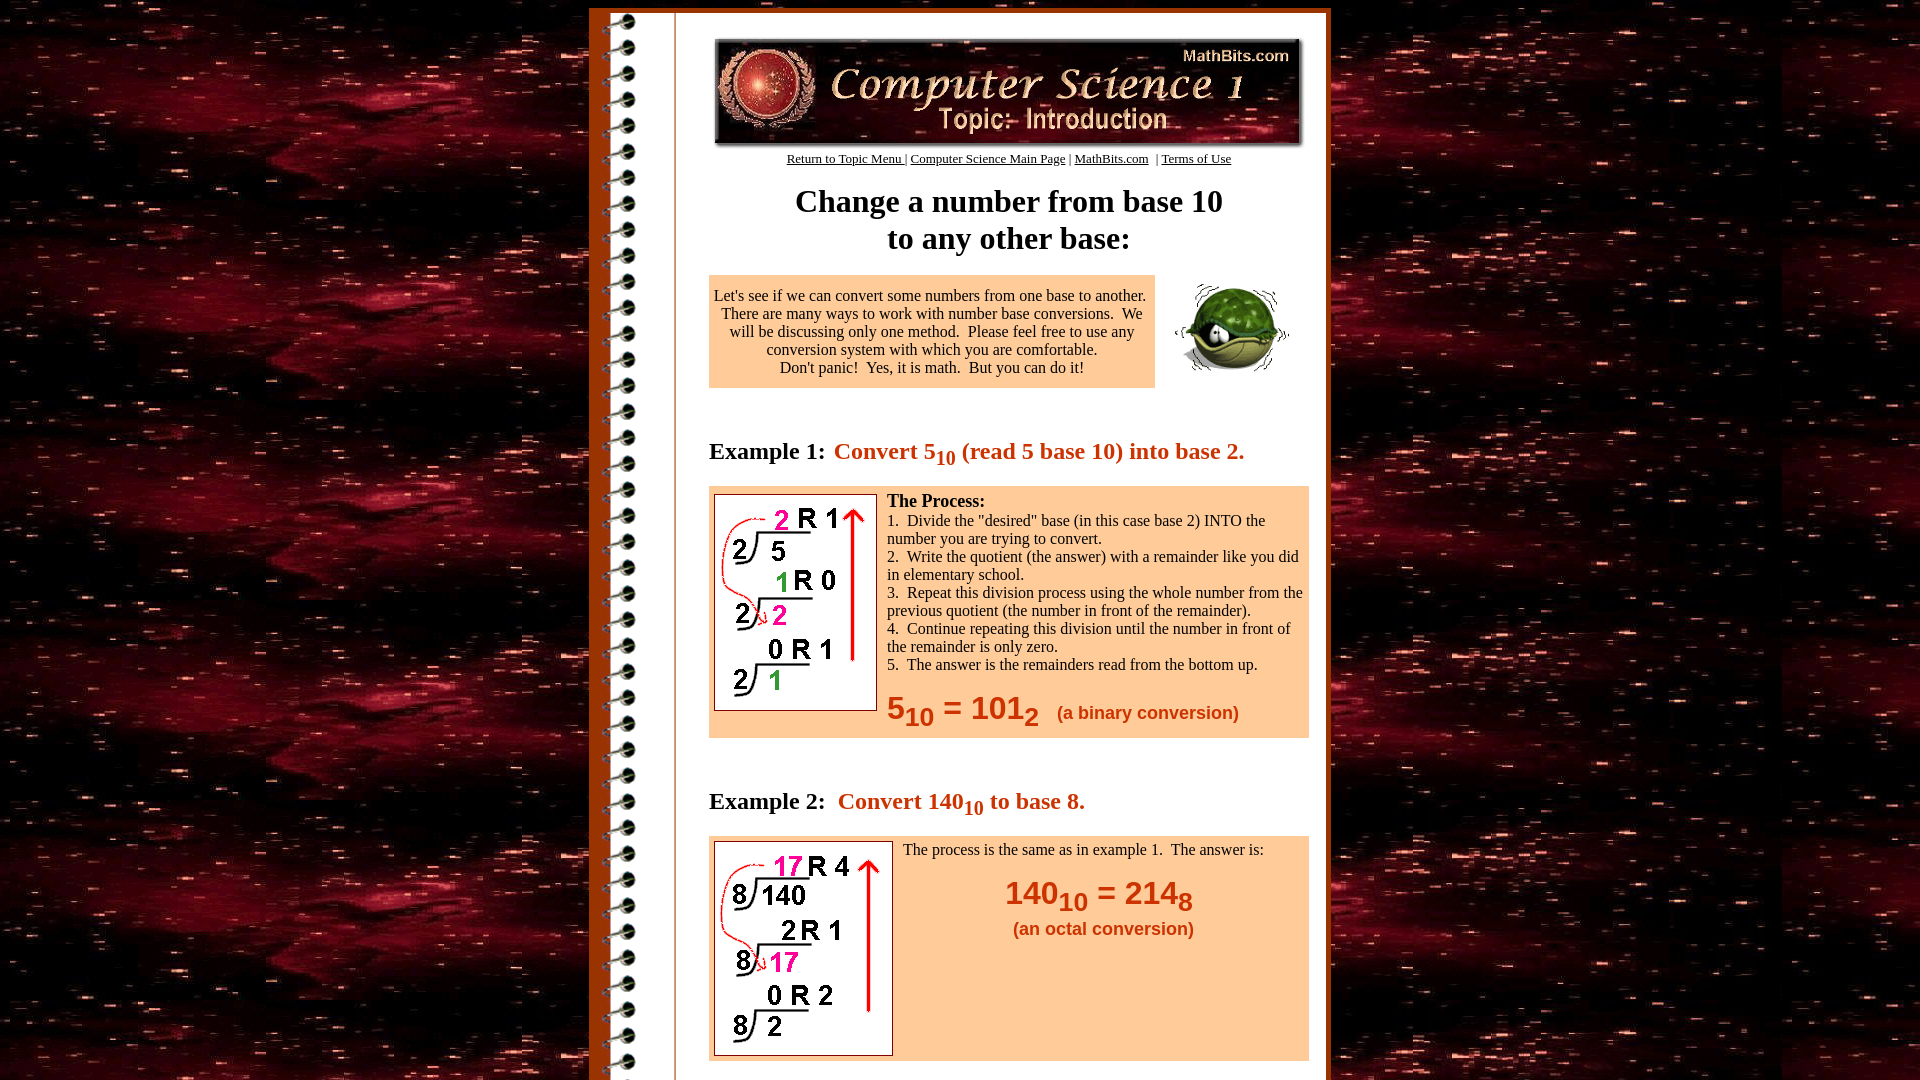 MathBits.com
Computer Science 1
Topic: Introduction
Return to Topic Menu | Computer Science Main Page | MathBits.com | Terms of Use
Change a number from base 10
to any other base:
Let's see if we can convert some numbers from one base to another.
There are many ways to work with number base conversions. We
will be discussing only one method. Please feel free to use any
conversion system with which you are comfortable.
Don't panic! Yes, it is math. But you can do it!
Example 1: Convert 5₁₀ (read 5 base 10) into base 2.
2 R 1
2 5
1 R 0
2 2
0 R 1
2 1
The Process:
1. Divide the "desired" base (in this case base 2) INTO the
number you are trying to convert.
2. Write the quotient (the answer) with a remainder like you did
in elementary school.
3. Repeat this division process using the whole number from the
previous quotient (the number in front of the remainder).
4. Continue repeating this division until the number in front of
the remainder is only zero.
5. The answer is the remainders read from the bottom up.
5₁₀ = 101₂ (a binary conversion)
Example 2: Convert 140₁₀ to base 8.
17 R 4
8 140
2 R 1
8 17
0 R 2
8 2
The process is the same as in example 1. The answer is:
140₁₀ = 214₈
(an octal conversion)